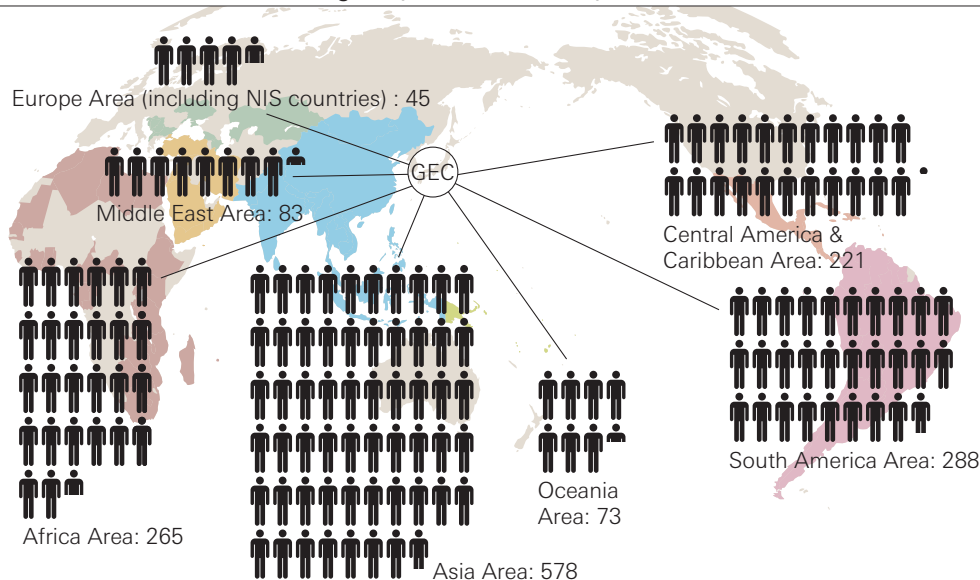 Europe Area (including NIS countries) : 45
GEC
Middle East Area: 83
Central America &
Caribbean Area: 221
South America Area: 288
Oceania
Area: 73
Africa Area: 265
Asia Area: 578